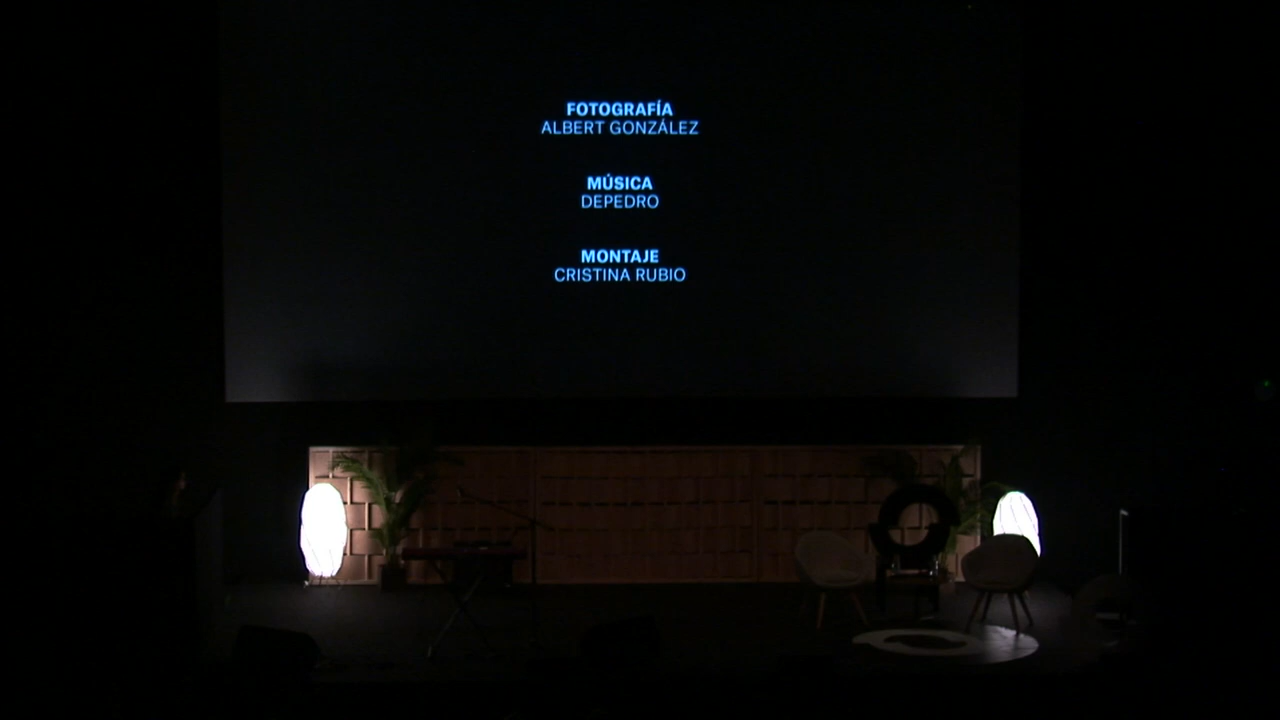 FOTOGRAFÍA
ALBERT GONZÁLEZ
MÚSICA
DEPEDRO
MONTAJE
CRISTINA RUBIO